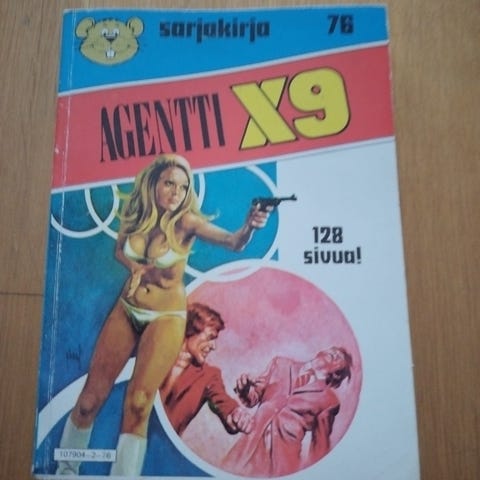 sarjakirja 76
AGENTTI X9
128
sivua!
107904-2-76